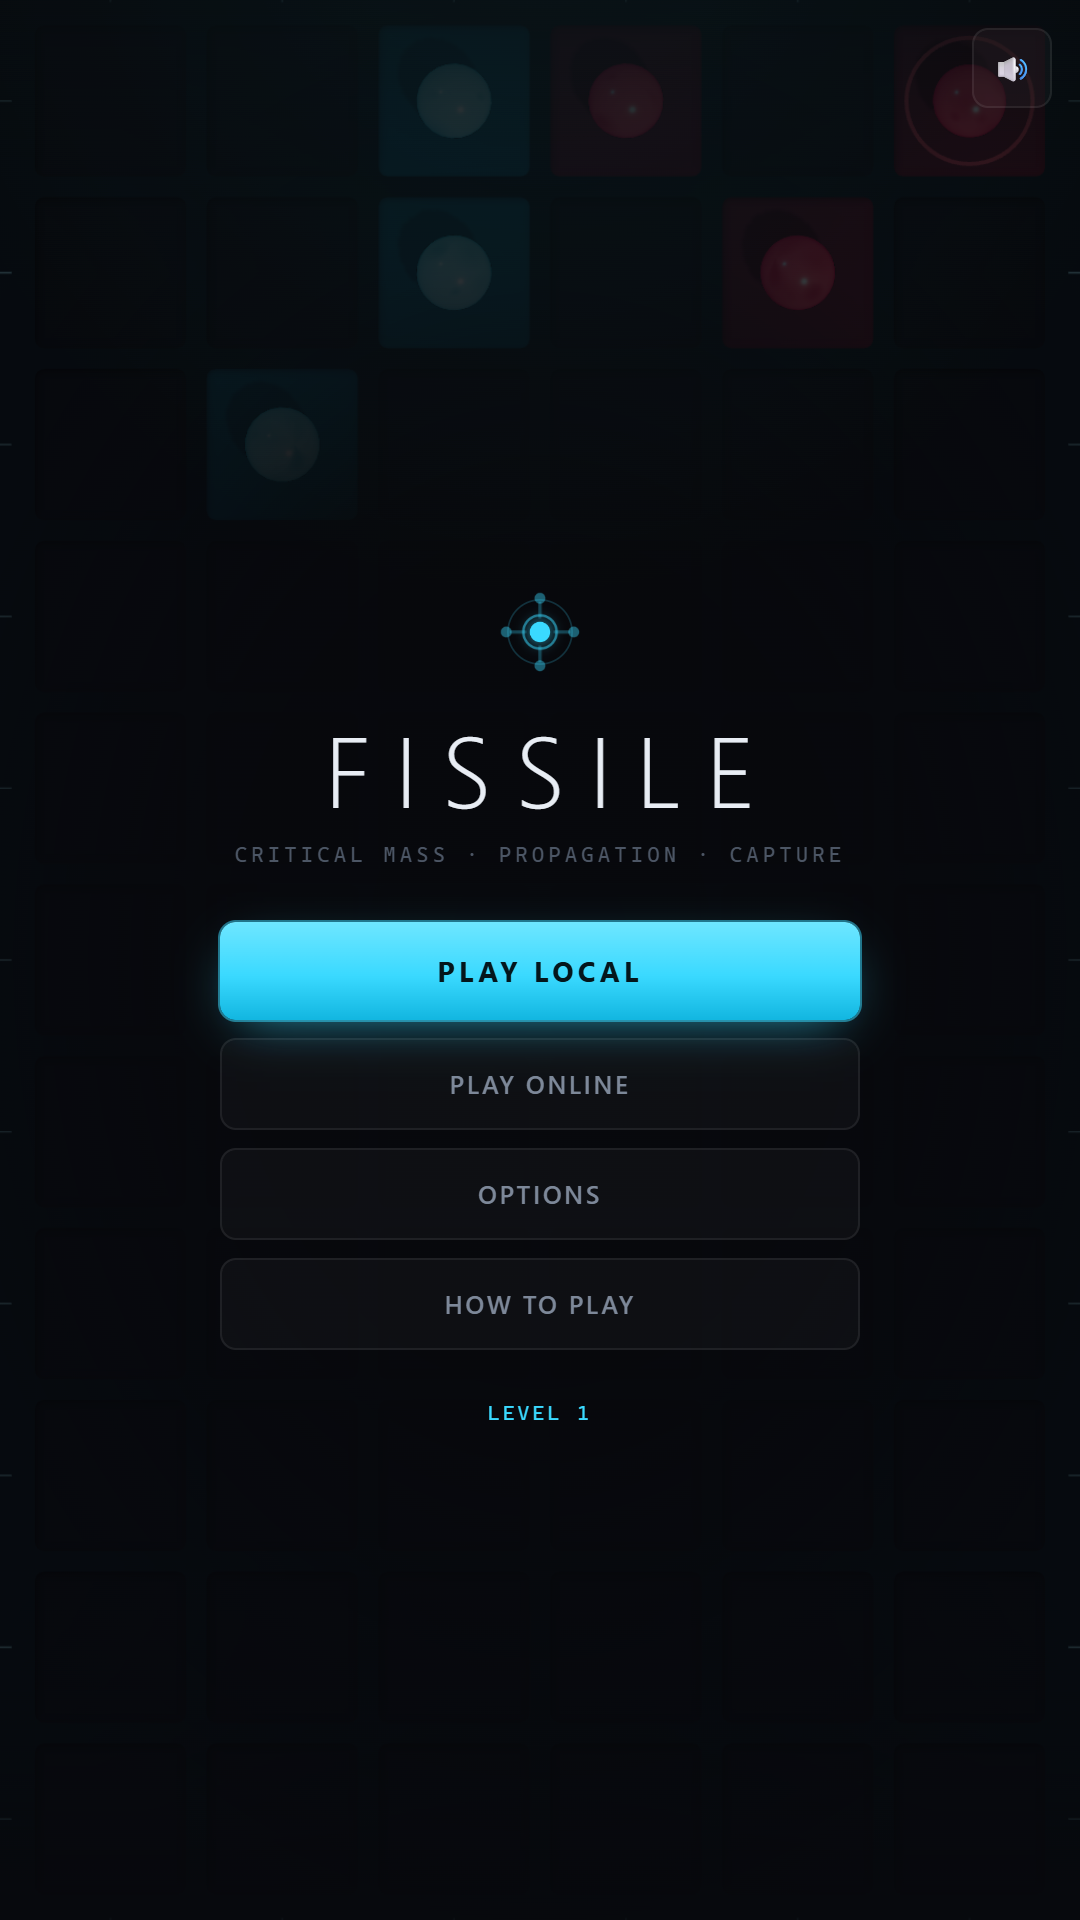 FISSILE
CRITICAL MASS · PROPAGATION · CAPTURE
PLAY LOCAL
PLAY ONLINE
OPTIONS
HOW TO PLAY
LEVEL 1